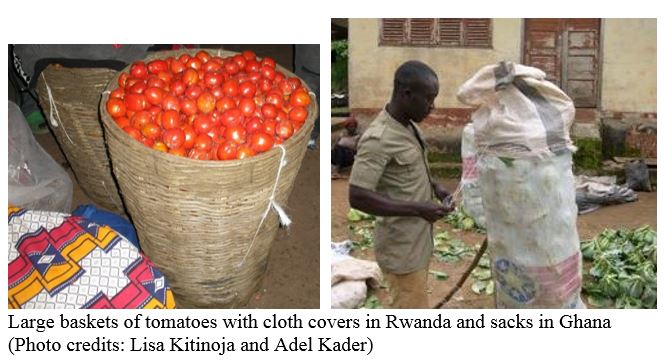 Large baskets of tomatoes with cloth covers in Rwanda and sacks in Ghana
(Photo credits: Lisa Kitinoja and Adel Kader)